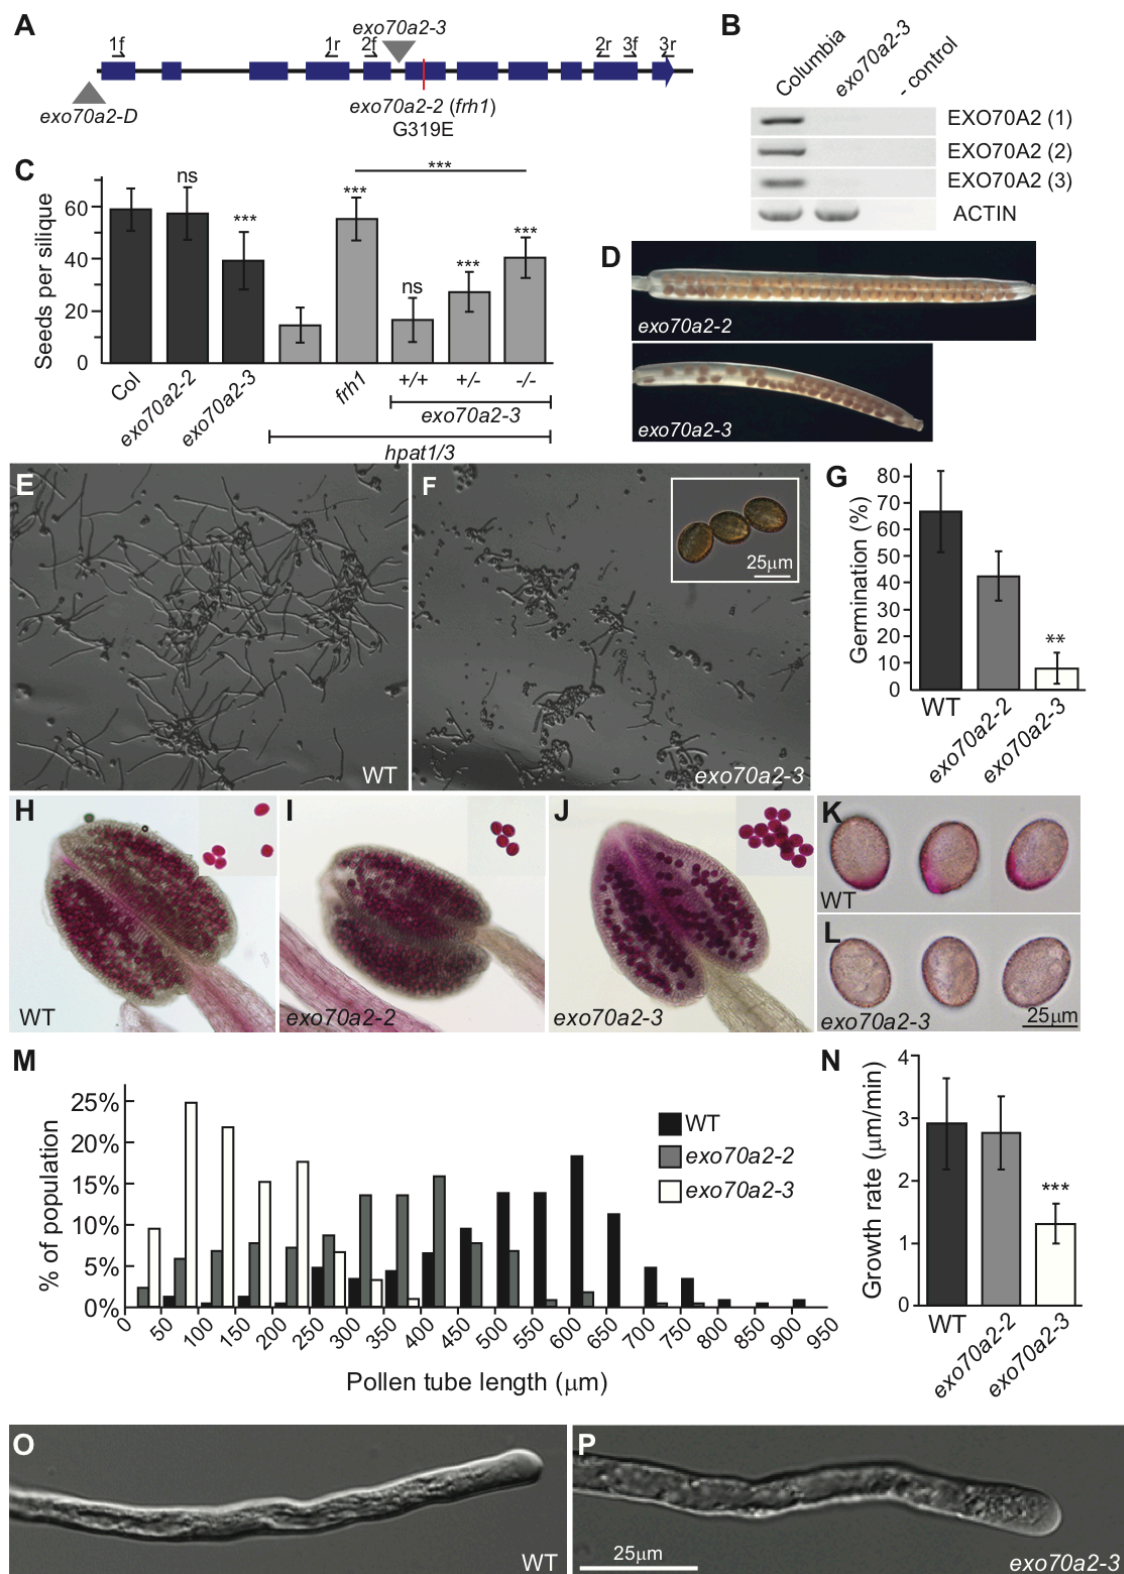 A
1f
1r
2f
exo70a2-3
2r
3f
3r
exo70a2-D
exo70a2-2 (frh1)
G319E
B
Columbia
exo70a2-3
- control
EXO70A2 (1)
EXO70A2 (2)
EXO70A2 (3)
ACTIN
C
Seeds per silique
60
40
20
0
ns
***
***
***
ns
***
***
Col
exo70a2-2
exo70a2-3
frh1
+/+
+/-
-/-
exo70a2-3
hpat1/3
D
exo70a2-2
exo70a2-3
E
WT
F
25μm
exo70a2-3
G
Germination (%)
80
70
60
50
40
30
20
10
0
**
WT
exo70a2-2
exo70a2-3
H
WT
I
exo70a2-2
J
exo70a2-3
K
WT
L
exo70a2-3
25μm
M
% of population
25%
20%
15%
10%
5%
0%
WT
exo70a2-2
exo70a2-3
0 50 100 150 200 250 300 350 400 450 500 550 600 650 700 750 800 850 900 950
Pollen tube length (μm)
N
Growth rate (μm/min)
4
3
2
1
0
***
WT
exo70a2-2
exo70a2-3
O
WT
P
25μm
exo70a2-3